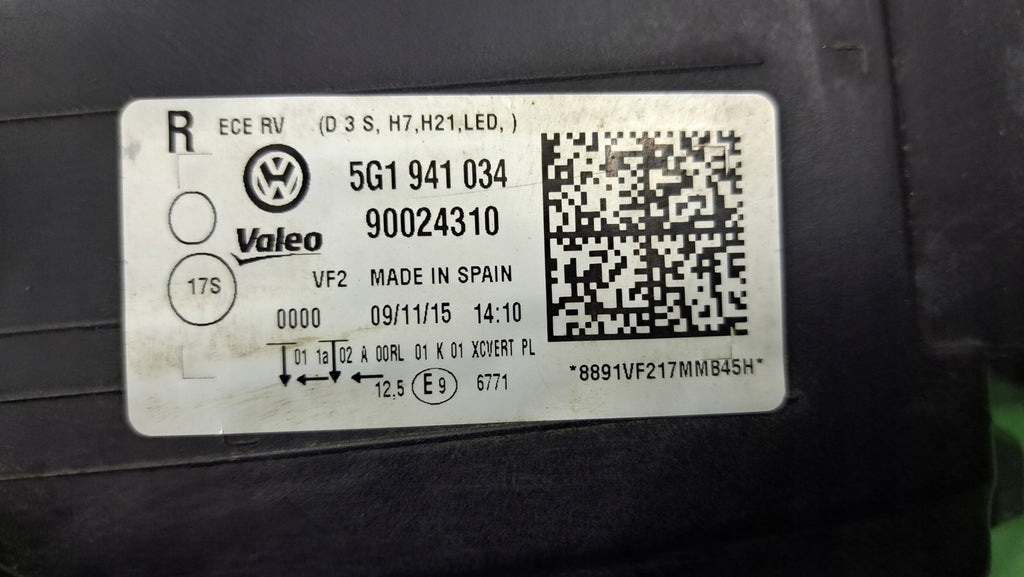 R ECE RV (D 3 S, H7,H21,LED, )
5G1 941 034
90024310
Valeo
17S
VF2 MADE IN SPAIN
0000 09/11/15 14:10
01 1a 02 A 00RL 01 K 01 XCVERT PL
12,5 E9 6771
*8891VF217MMB45H*